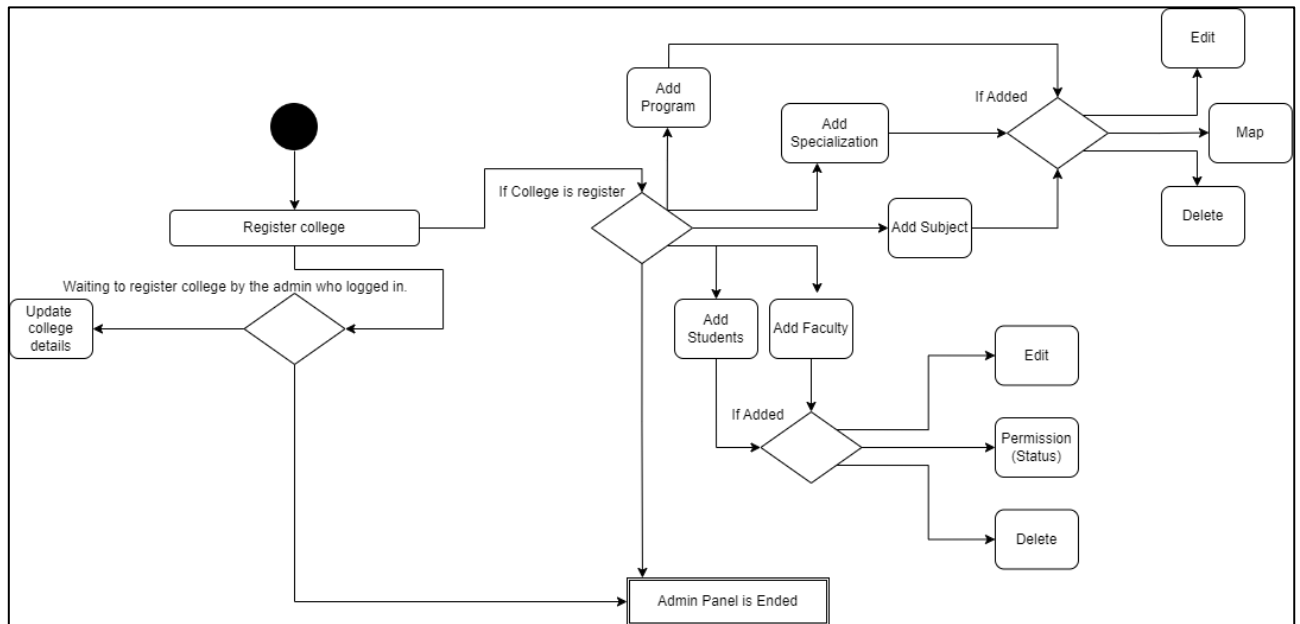 Edit
Add
Program
If Added
Add
Specialization
Map
If College is register
Register college
Add Subject
Delete
Waiting to register college by the admin who logged in.
Update
college
details
Add
Students
Add Faculty
Edit
If Added
Permission
(Status)
Delete
Admin Panel is Ended